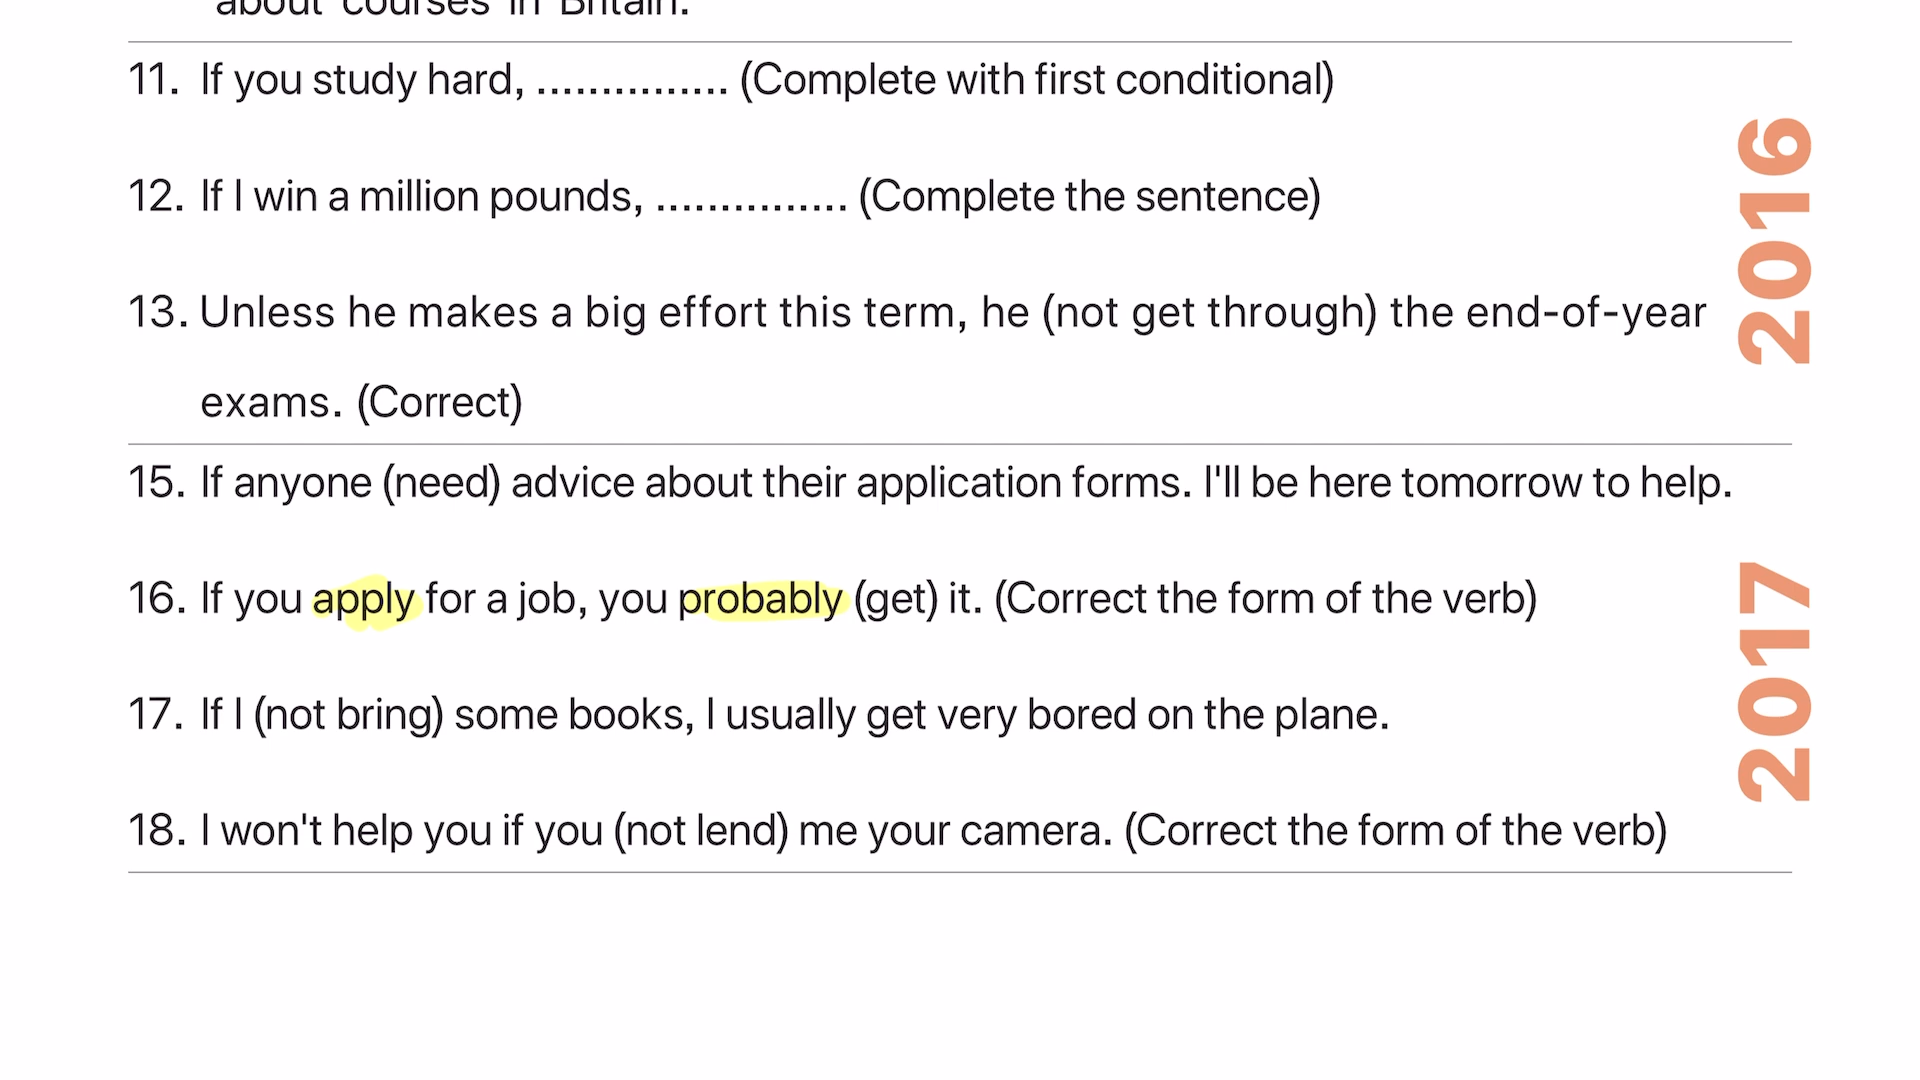 about courses in Britain.
11. If you study hard, ............... (Complete with first conditional)
12. If I win a million pounds, ............... (Complete the sentence)
13. Unless he makes a big effort this term, he (not get through) the end-of-year
exams. (Correct)
2016
15. If anyone (need) advice about their application forms. I'll be here tomorrow to help.
16. If you apply for a job, you probably (get) it. (Correct the form of the verb)
17. If I (not bring) some books, I usually get very bored on the plane.
18. I won't help you if you (not lend) me your camera. (Correct the form of the verb)
2017